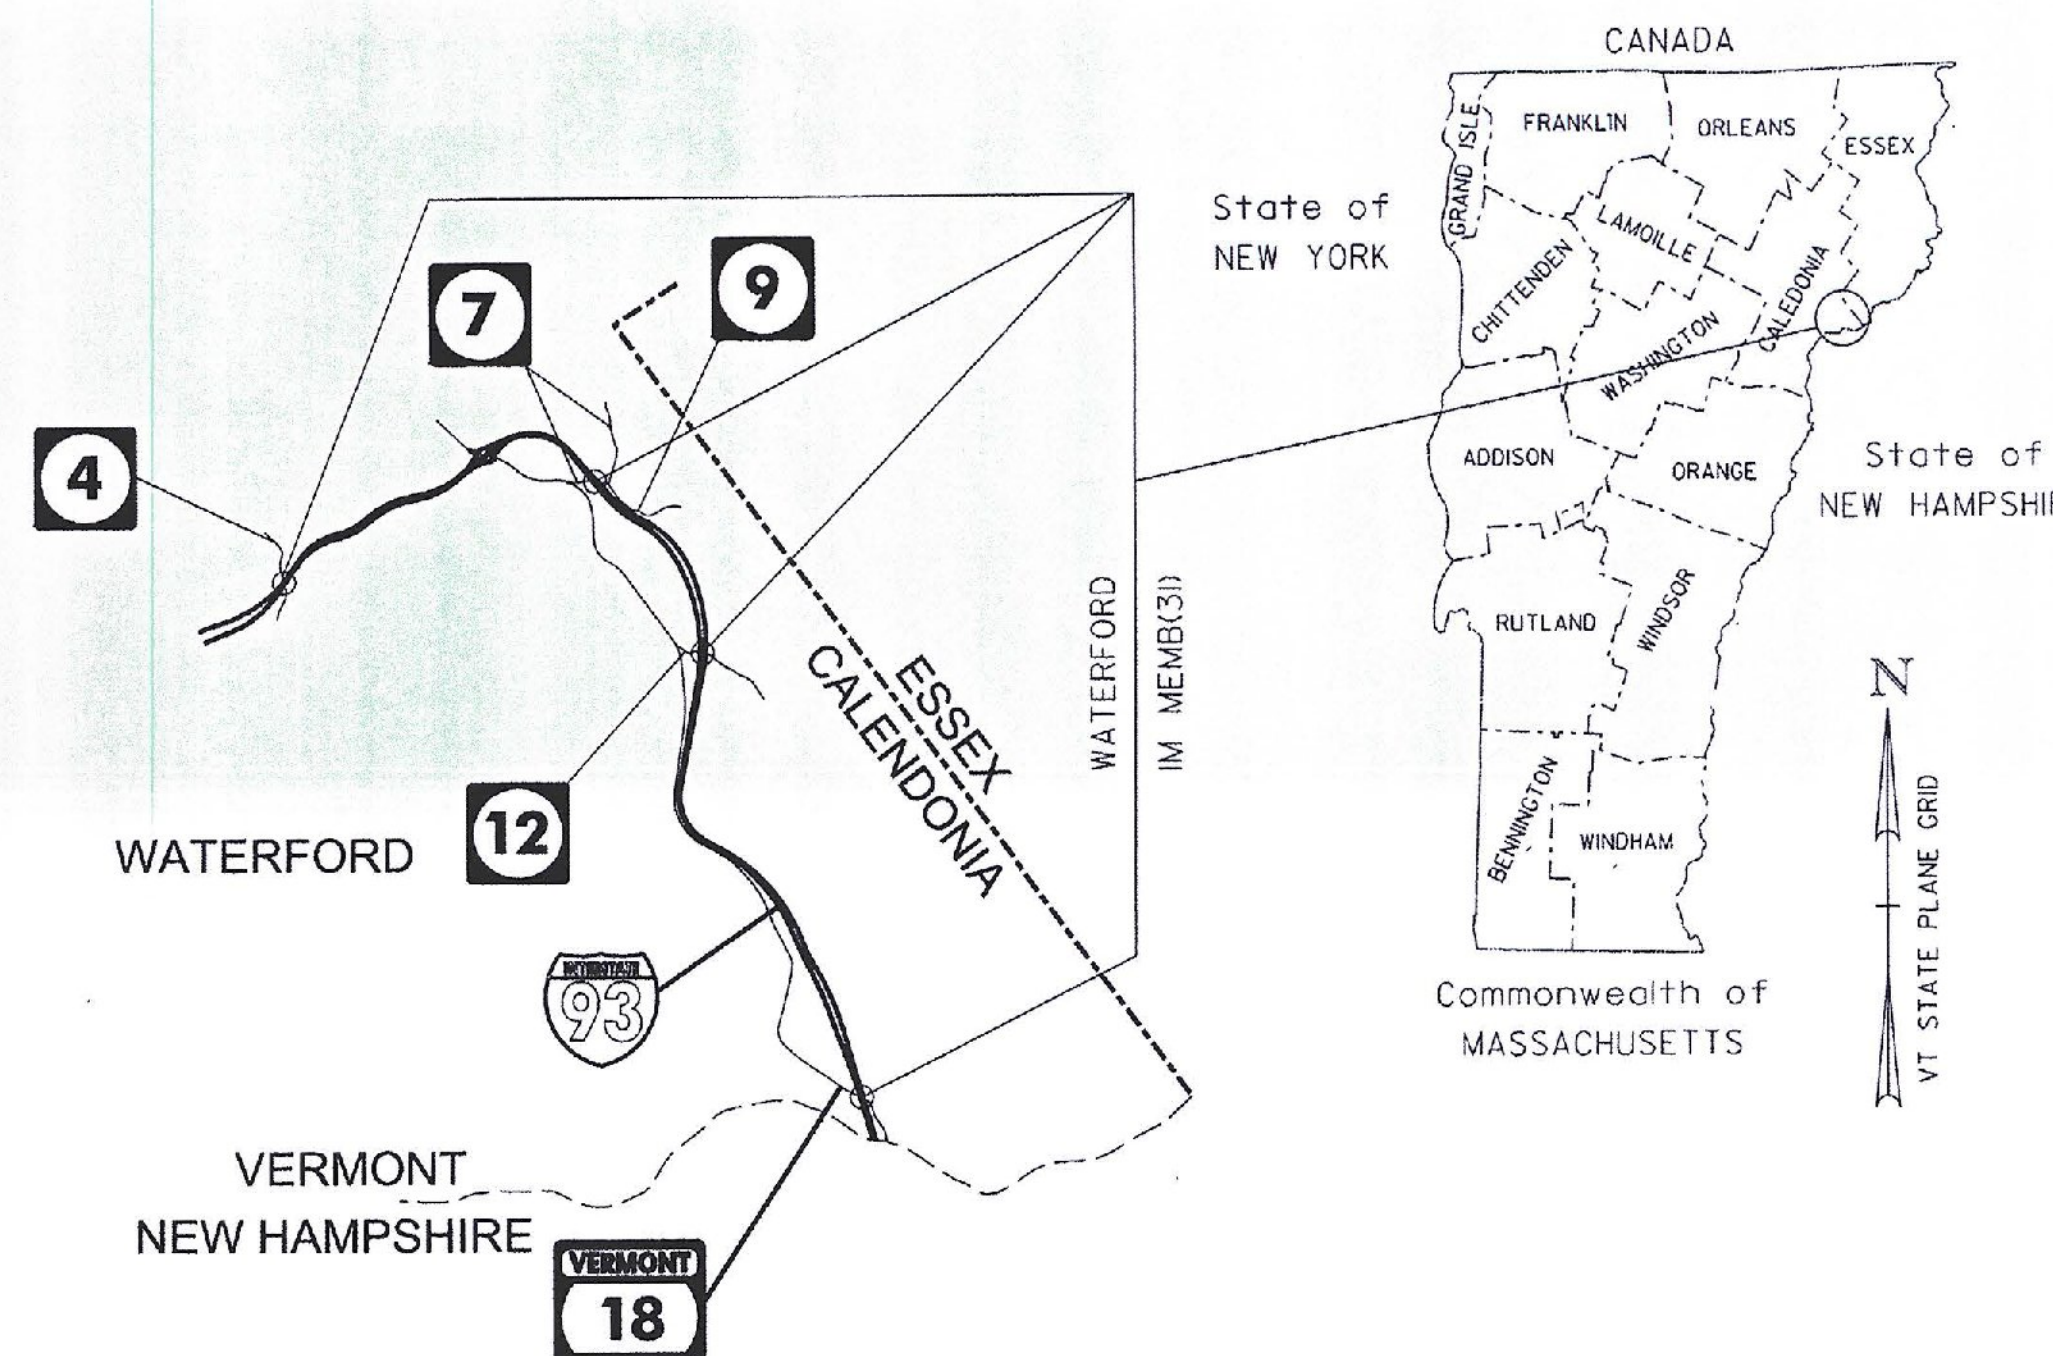 CANADA
FRANKLIN
ORLEANS
ESSEX
GRAND ISLE
LAMOILLE
CHITTENDEN
CALEDONIA
WASHINGTON
ADDISON
ORANGE
RUTLAND
WINDSOR
BENNINGTON
WINDHAM
State of
NEW YORK
State of
NEW HAMPSHI
Commonwealth of
MASSACHUSETTS
N
VT STATE PLANE GRID
9
7
4
12
WATERFORD
ESSEX
CALENDONIA
WATERFORD
IM MEMB(31)
INTERSTATE
93
VERMONT
NEW HAMPSHIRE
VERMONT
18